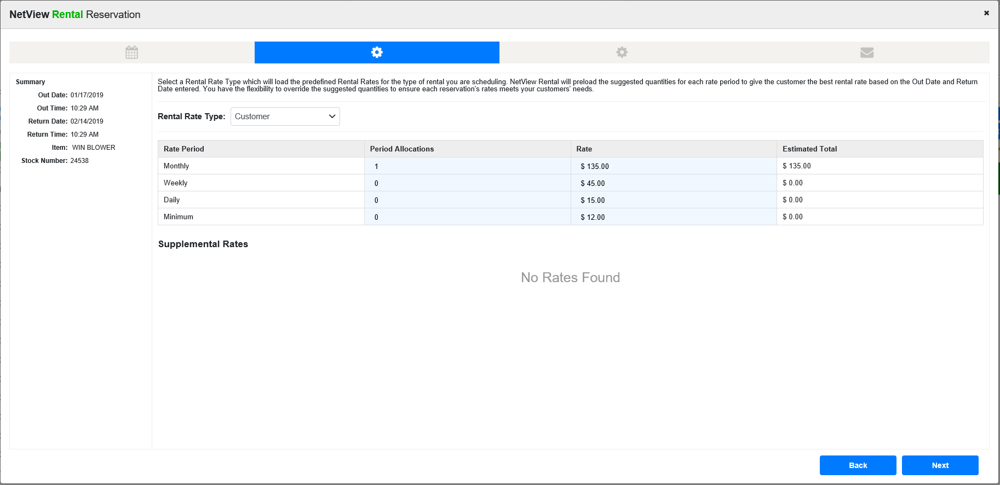 NetView Rental Reservation
Summary
Out Date: 01/17/2019
Out Time: 10:29 AM
Return Date: 02/14/2019
Return Time: 10:29 AM
Item: WIN BLOWER
Stock Number: 24538
Select a Rental Rate Type which will load the predefined Rental Rates for the type of rental you are scheduling. NetView Rental will preload the suggested quantities for each rate period to give the customer the best rental rate based on the Out Date and Return
Date entered. You have the flexibility to override the suggested quantities to ensure each reservation's rates meets your customers' needs.
Rental Rate Type: Customer
Rate Period Period Allocations Rate Estimated Total
Monthly 1 $ 135.00 $ 135.00
Weekly 0 $ 45.00 $ 0.00
Daily 0 $ 15.00 $ 0.00
Minimum 0 $ 12.00 $ 0.00
Supplemental Rates
No Rates Found
Back Next